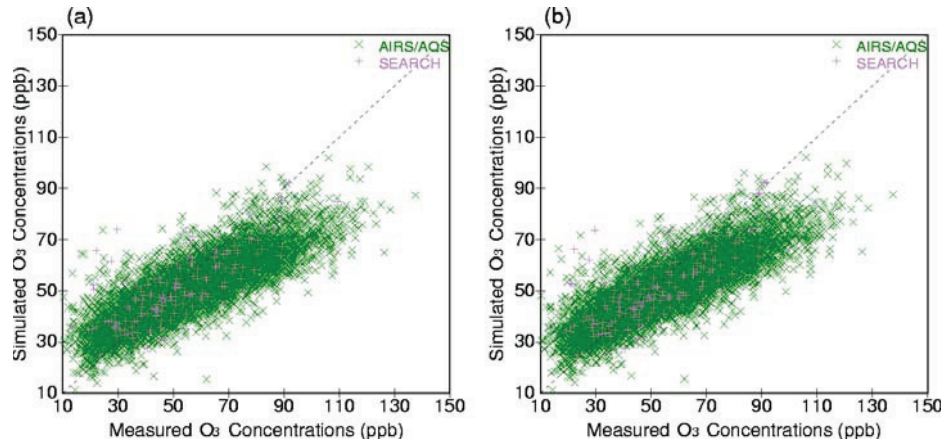 (a)
150
130
110
90
70
50
30
10
Simulated O3 Concentrations (ppb)
AIRS/AQS
SEARCH
10 30 50 70 90 110 130 150
Measured O3 Concentrations (ppb)
(b)
150
130
110
90
70
50
30
10
Simulated O3 Concentrations (ppb)
AIRS/AQS
SEARCH
10 30 50 70 90 110 130 150
Measured O3 Concentrations (ppb)